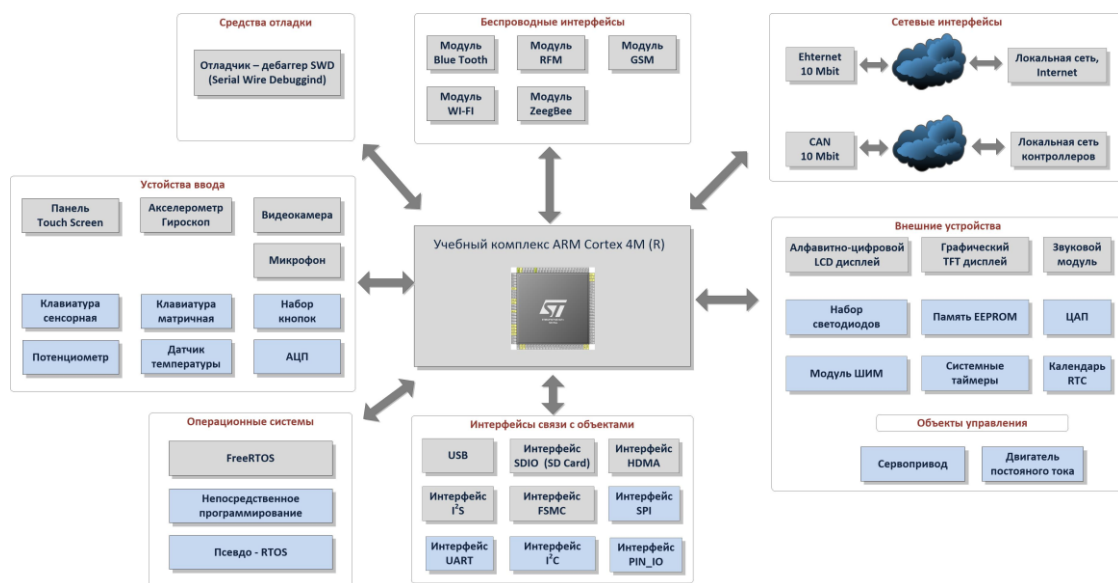 Средства отладки
Отладчик – дебаггер SWD
(Serial Wire Debuggind)
Беспроводные интерфейсы
Модуль
Blue Tooth
Модуль
RFM
Модуль
GSM
Модуль
WI-FI
Модуль
ZeegBee
Сетевые интерфейсы
Ehternet
10 Mbit
Локальная сеть,
Internet
CAN
10 Mbit
Локальная сеть
контроллеров
Устройства ввода
Панель
Touch Screen
Акселерометр
Гироскоп
Видеокамера
Микрофон
Клавиатура
сенсорная
Клавиатура
матричная
Набор
кнопок
Потенциометр
Датчик
температуры
АЦП
Учебный комплекс ARM Cortex 4M (R)
ST
Внешние устройства
Алфавитно-цифровой
LCD дисплей
Графический
TFT дисплей
Звуковой
модуль
Набор
светодиодов
Память EEPROM
ЦАП
Модуль ШИМ
Системные
таймеры
Календарь
RTC
Объекты управления
Сервопривод
Двигатель
постояного тока
Операционные системы
FreeRTOS
Непосредственное
программирование
Псевдо - RTOS
Интерфейсы связи с объектами
USB
Интерфейс
SDIO (SD Card)
Интерфейс
HDMA
Интерфейс
I²S
Интерфейс
FSMC
Интерфейс
SPI
Интерфейс
UART
Интерфейс
I²C
Интерфейс
PIN_IO